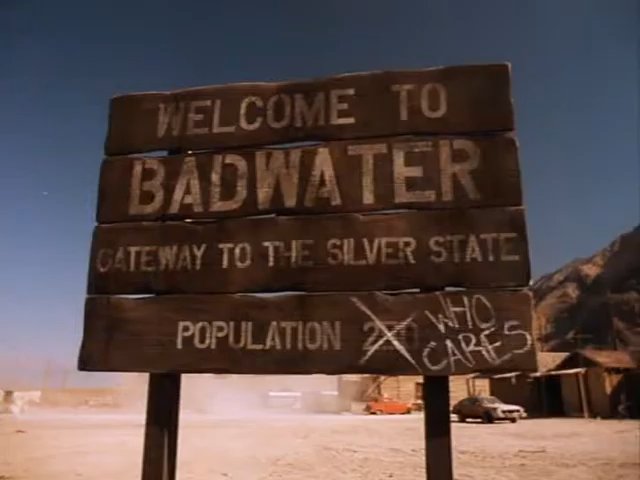 WELCOME TO
BADWATER
GATEWAY TO THE SILVER STATE
POPULATION WHO
CARES